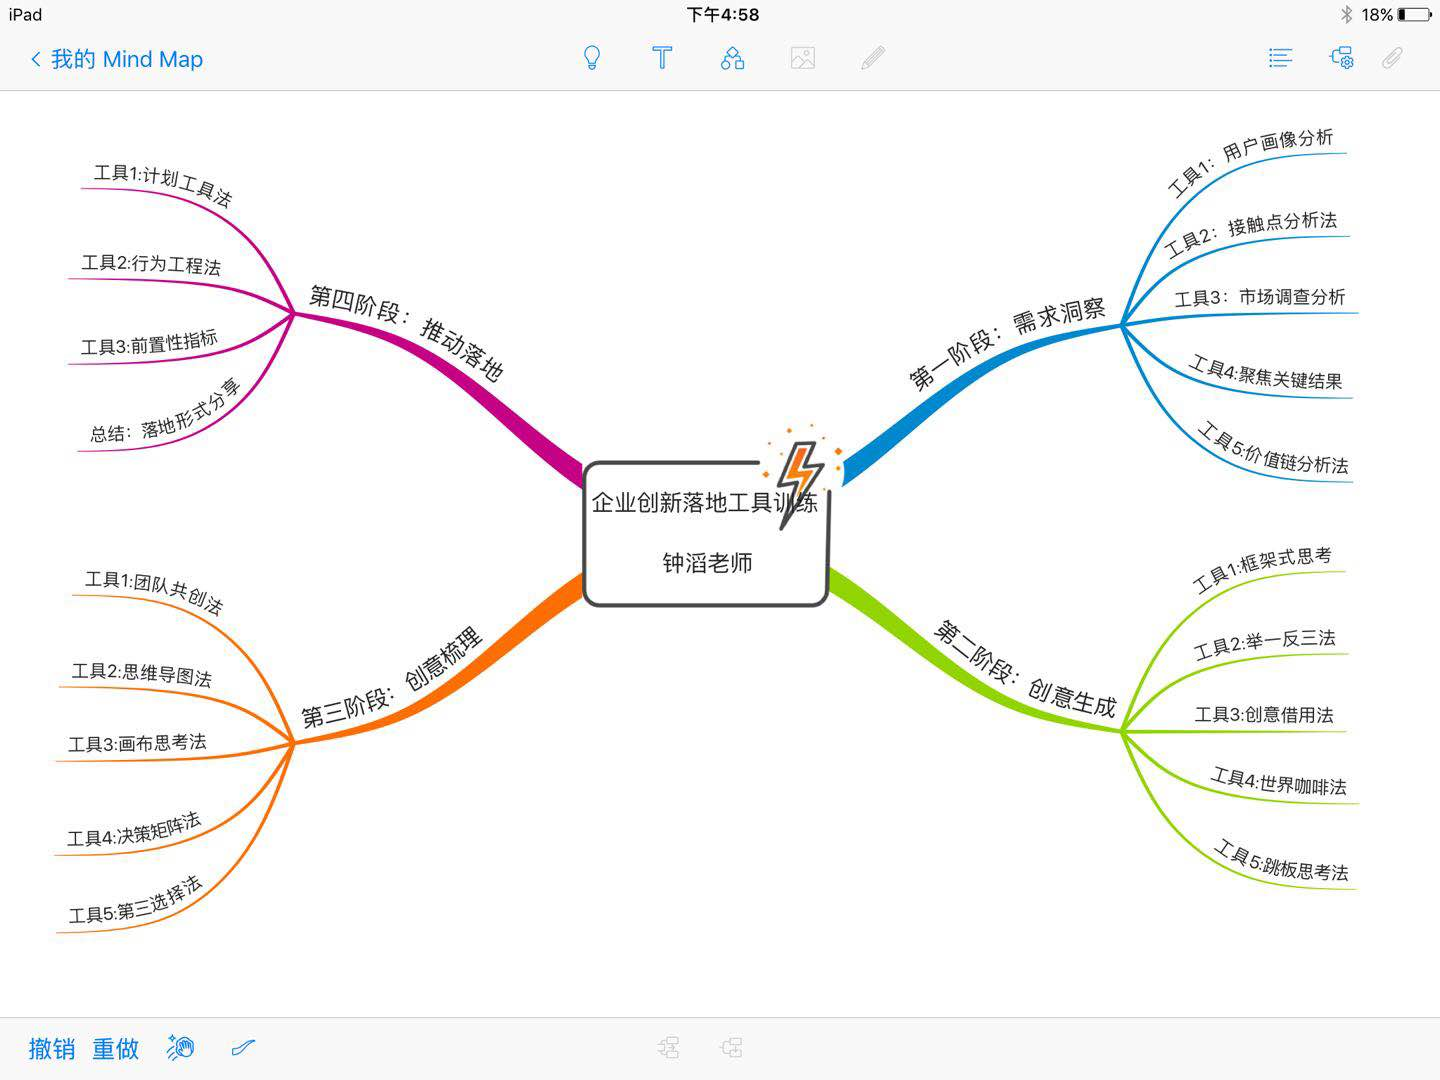 iPad
下午4:58
18%
我的 Mind Map
企业创新落地工具训练
钟滔老师
第一阶段：需求洞察
工具1：用户画像分析
工具2：接触点分析法
工具3：市场调查分析
工具4:聚焦关键结果
工具5:价值链分析法
第二阶段：创意生成
工具1:框架式思考
工具2:举一反三法
工具3:创意借用法
工具4:世界咖啡法
工具5:跳板思考法
第三阶段：创意梳理
工具1:团队共创法
工具2:思维导图法
工具3:画布思考法
工具4:决策矩阵法
工具5:第三选择法
第四阶段：推动落地
工具1:计划工具法
工具2:行为工程法
工具3:前置性指标
总结：落地形式分享
撤销 重做